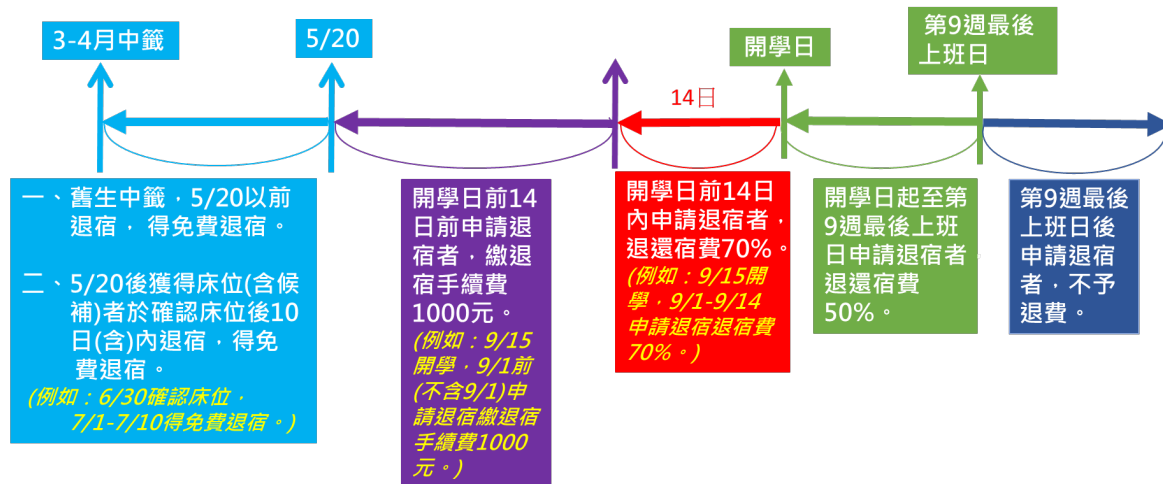 3-4月中籤
5/20
14日
開學日
第9週最後
上班日
一、舊生中籤，5/20以前
退宿，得免費退宿。
二、5/20後獲得床位(含候
補)者於確認床位後10
日(含)內退宿，得免
費退宿。
(例如：6/30確認床位，
7/1-7/10得免費退宿。)
開學日前14
日前申請退
宿者，繳退
宿手續費
1000元。
(例如：9/15
開學，9/1前
(不含9/1)申
請退宿繳退宿
手續費1000
元。)
開學日前14日
內申請退宿者，
退還宿費70%。
(例如：9/15開
學，9/1-9/14
申請退宿退宿費
70%。)
開學日起至第
9週最後上班
日申請退宿者，
退還宿費
50%。
第9週最後
上班日後
申請退宿
者，不予
退費。